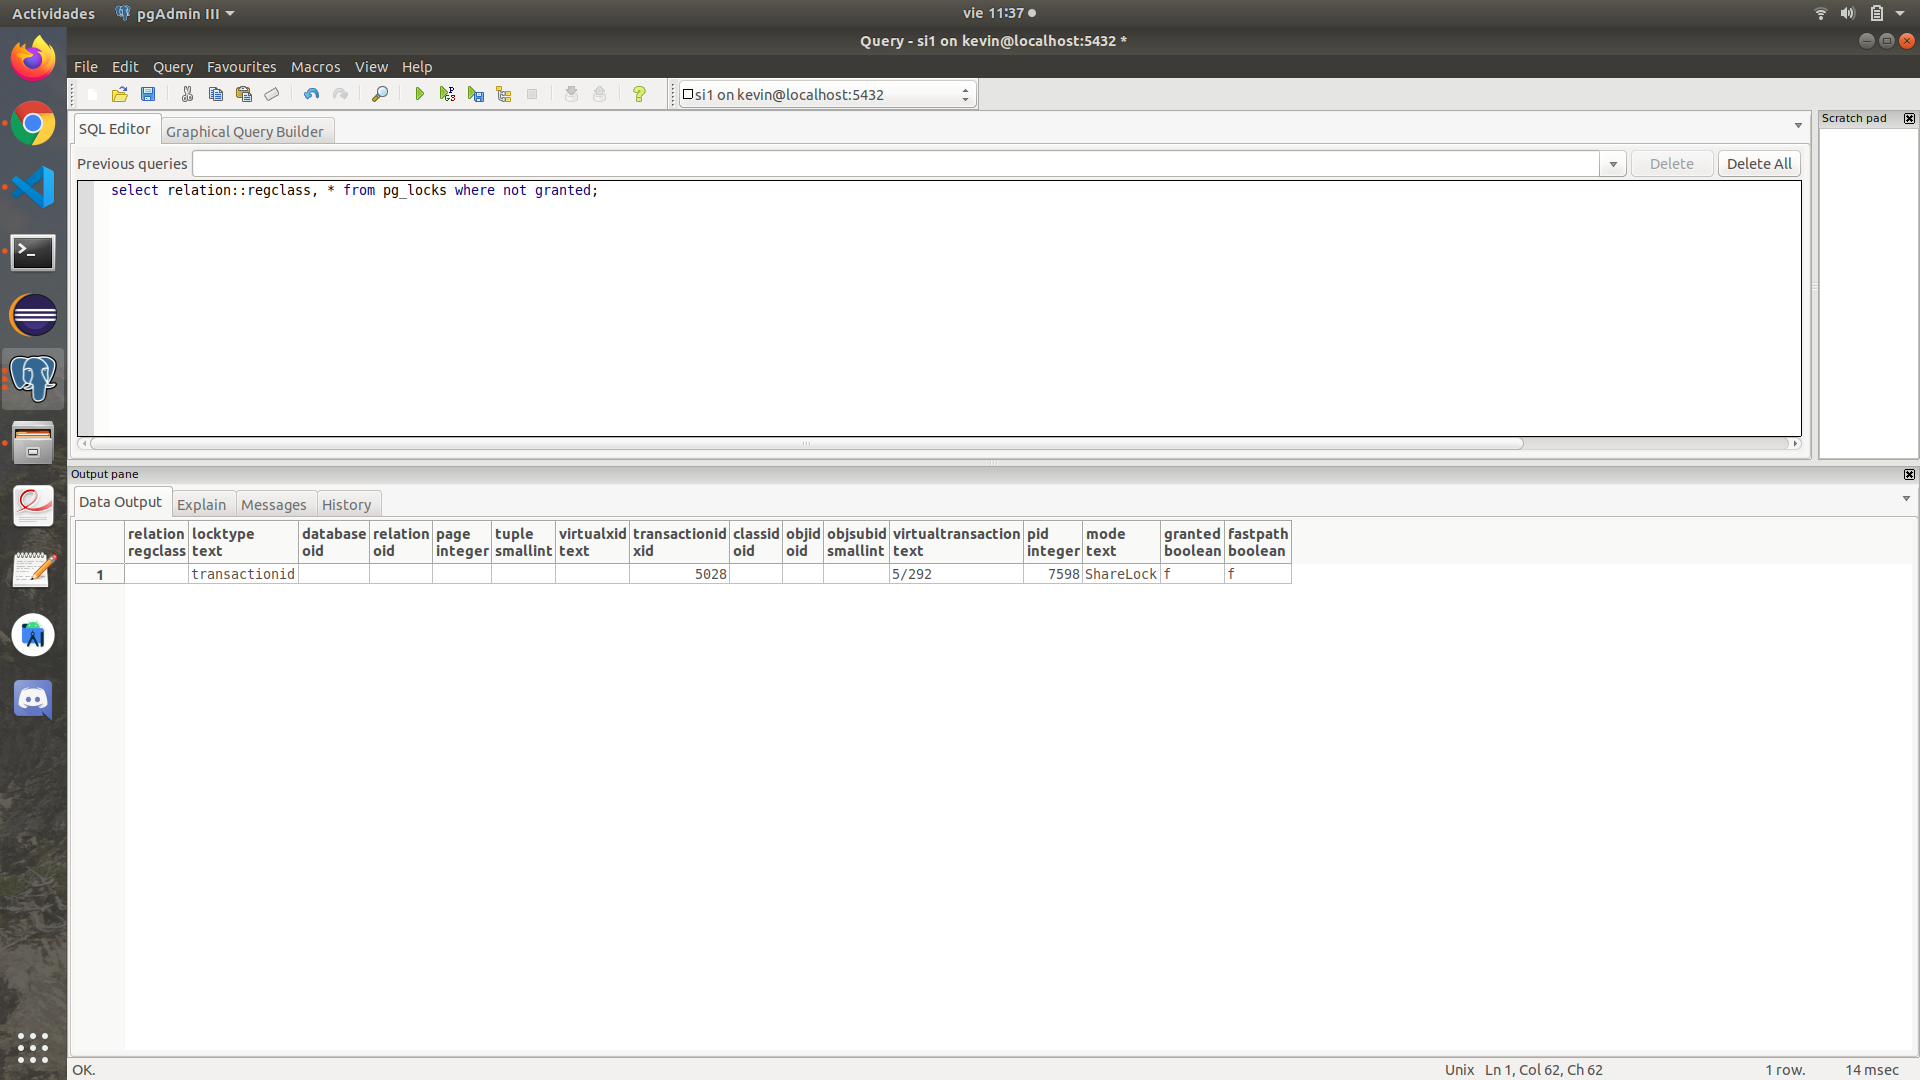 Actividades pgAdmin III vie 11:37
Query - si1 on kevin@localhost:5432 *
File Edit Query Favourites Macros View Help
si1 on kevin@localhost:5432
SQL Editor Graphical Query Builder
Scratch pad
Previous queries Delete Delete All
select relation::regclass, * from pg_locks where not granted;
Output pane
Data Output Explain Messages History
relation locktype database relation page tuple virtualxid transactionid classid objid objsubid virtualtransaction pid mode granted fastpath
regclass text oid oid integer smallint text xid oid oid smallint text integer text boolean boolean
1 transactionid 5028 5/292 7598 ShareLock f f
OK. Unix Ln 1, Col 62, Ch 62 1 row. 14 msec